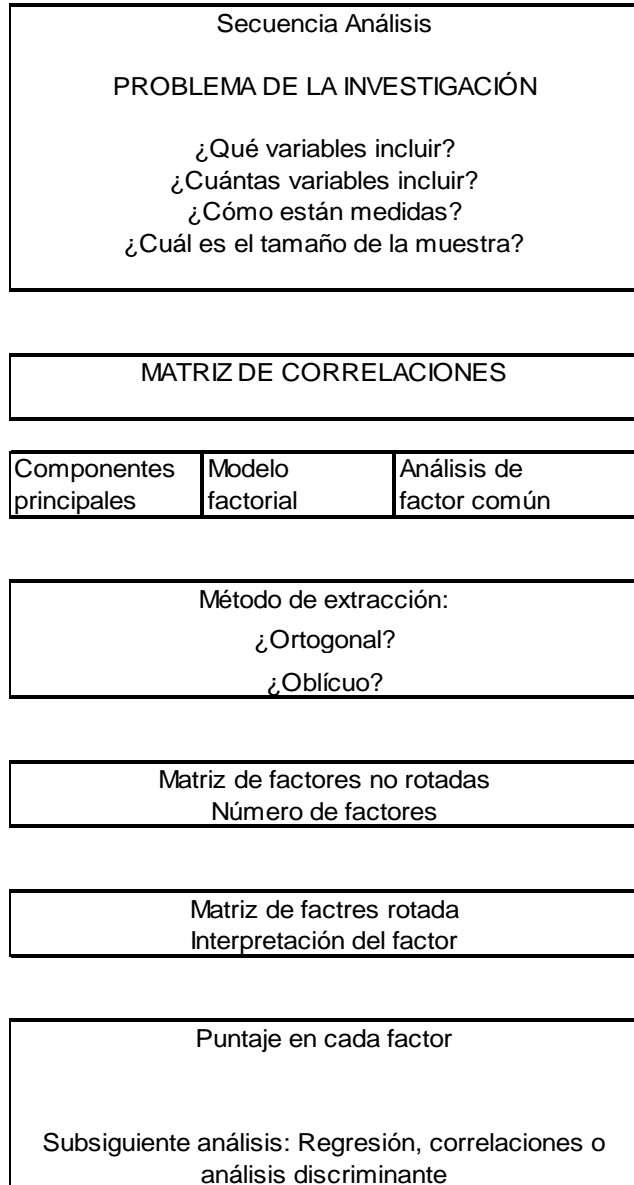 Secuencia Análisis
PROBLEMA DE LA INVESTIGACIÓN
¿Qué variables incluir?
¿Cuántas variables incluir?
¿Cómo están medidas?
¿Cuál es el tamaño de la muestra?
MATRIZ DE CORRELACIONES
Componentes principales
Modelo factorial
Análisis de factor común
Método de extracción:
¿Ortogonal?
¿Oblícuo?
Matriz de factores no rotadas
Número de factores
Matriz de factres rotada
Interpretación del factor
Puntaje en cada factor
Subsiguiente análisis: Regresión, correlaciones o
análisis discriminante